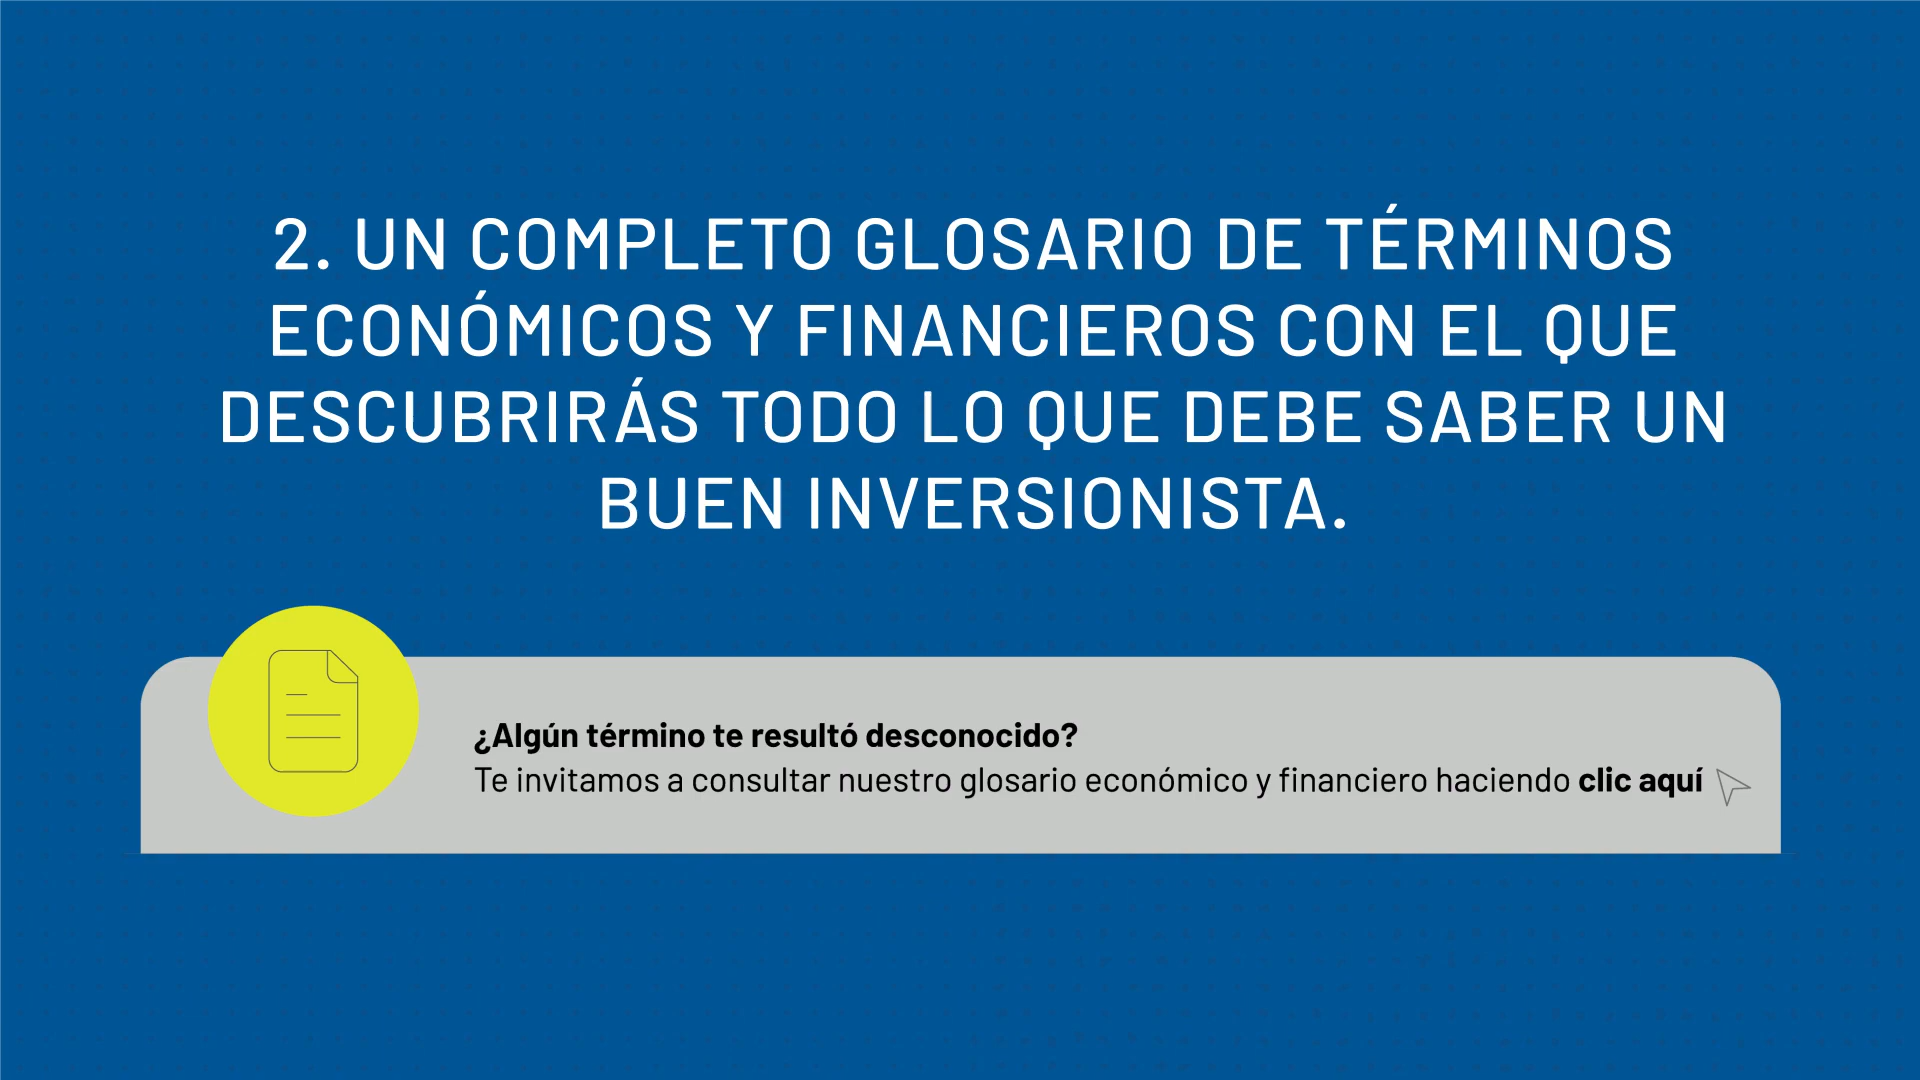 2. UN COMPLETO GLOSARIO DE TÉRMINOS
ECONÓMICOS Y FINANCIEROS CON EL QUE
DESCUBRIRÁS TODO LO QUE DEBE SABER UN
BUEN INVERSIONISTA.
¿Algún término te resultó desconocido?
Te invitamos a consultar nuestro glosario económico y financiero haciendo clic aquí